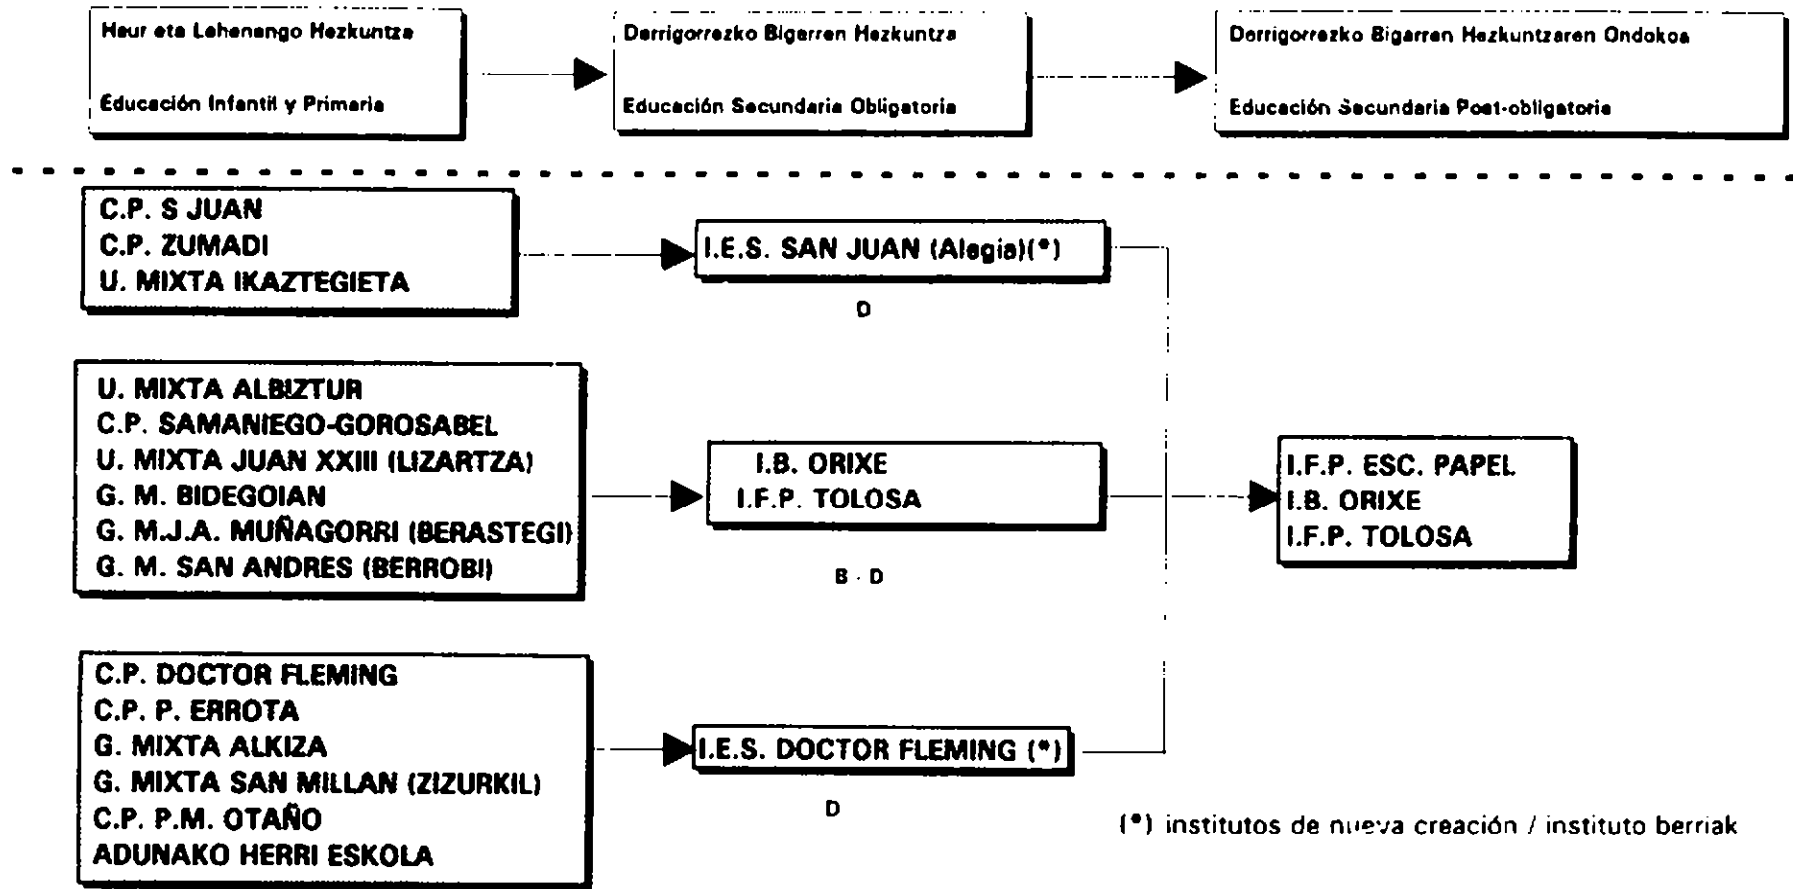 Haur eta Lehenango Hezkuntza
Educación Infantil y Primaria
Derrigorrezko Bigarren Hezkuntza
Educación Secundaria Obligatoria
Derrigorrezko Bigarren Hezkuntzaren Ondokoa
Educación Secundaria Post-obligatoria
C.P. S JUAN
C.P. ZUMADI
U. MIXTA IKAZTEGIETA
I.E.S. SAN JUAN (Alegia)(*)
D
U. MIXTA ALBIZTUR
C.P. SAMANIEGO-GOROSABEL
U. MIXTA JUAN XXIII (LIZARTZA)
G. M. BIDEGOIAN
G. M.J.A. MUÑAGORRI (BERASTEGI)
G. M. SAN ANDRES (BERROBI)
I.B. ORIXE
I.F.P. TOLOSA
B - D
I.F.P. ESC. PAPEL
I.B. ORIXE
I.F.P. TOLOSA
C.P. DOCTOR FLEMING
C.P. P. ERROTA
G. MIXTA ALKIZA
G. MIXTA SAN MILLAN (ZIZURKIL)
C.P. P.M. OTAÑO
ADUNAKO HERRI ESKOLA
I.E.S. DOCTOR FLEMING (*)
D
(*) institutos de nueva creación / instituto berriak